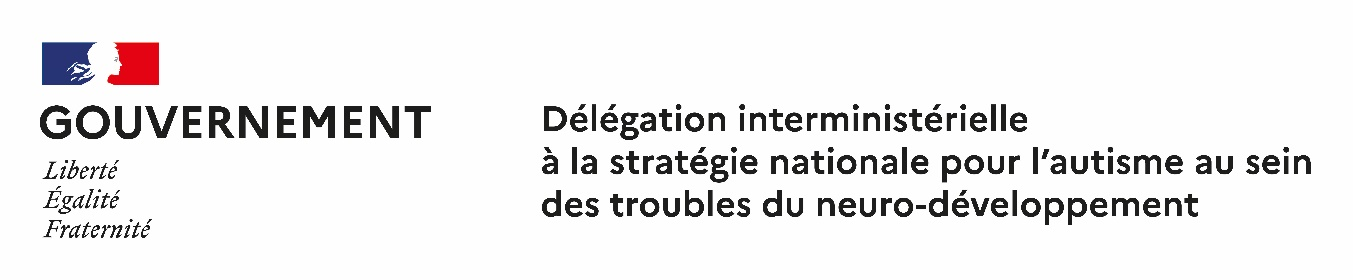 GOUVERNEMENT
Liberté
Égalité
Fraternité
Délégation interministérielle
à la stratégie nationale pour l’autisme au sein
des troubles du neuro-développement